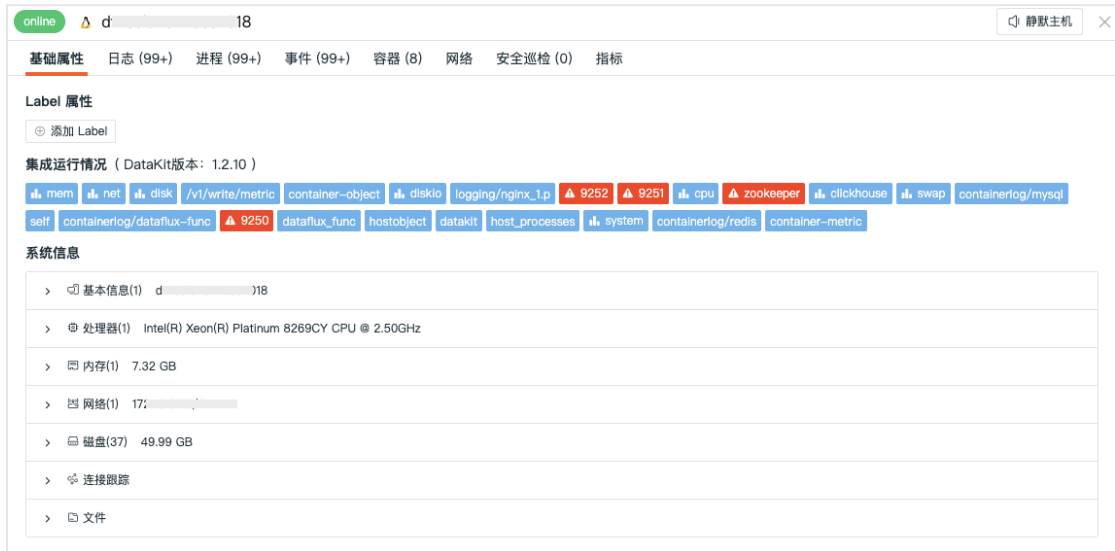 online d 18 静默主机
基础属性 日志 (99+) 进程 (99+) 事件 (99+) 容器 (8) 网络 安全巡检 (0) 指标
Label 属性
添加 Label
集成运行情况 ( DataKit版本: 1.2.10 )
mem net disk /v1/write/metric container-object diskio logging/nginx_1.p 9252 9251 cpu zookeeper clickhouse swap containerlog/mysql
self containerlog/dataflux-func 9250 dataflux_func hostobject datakit host_processes system containerlog/redis container-metric
系统信息
基本信息(1) d 018
处理器(1) Intel(R) Xeon(R) Platinum 8269CY CPU @ 2.50GHz
内存(1) 7.32 GB
网络(1) 172
磁盘(37) 49.99 GB
连接跟踪
文件